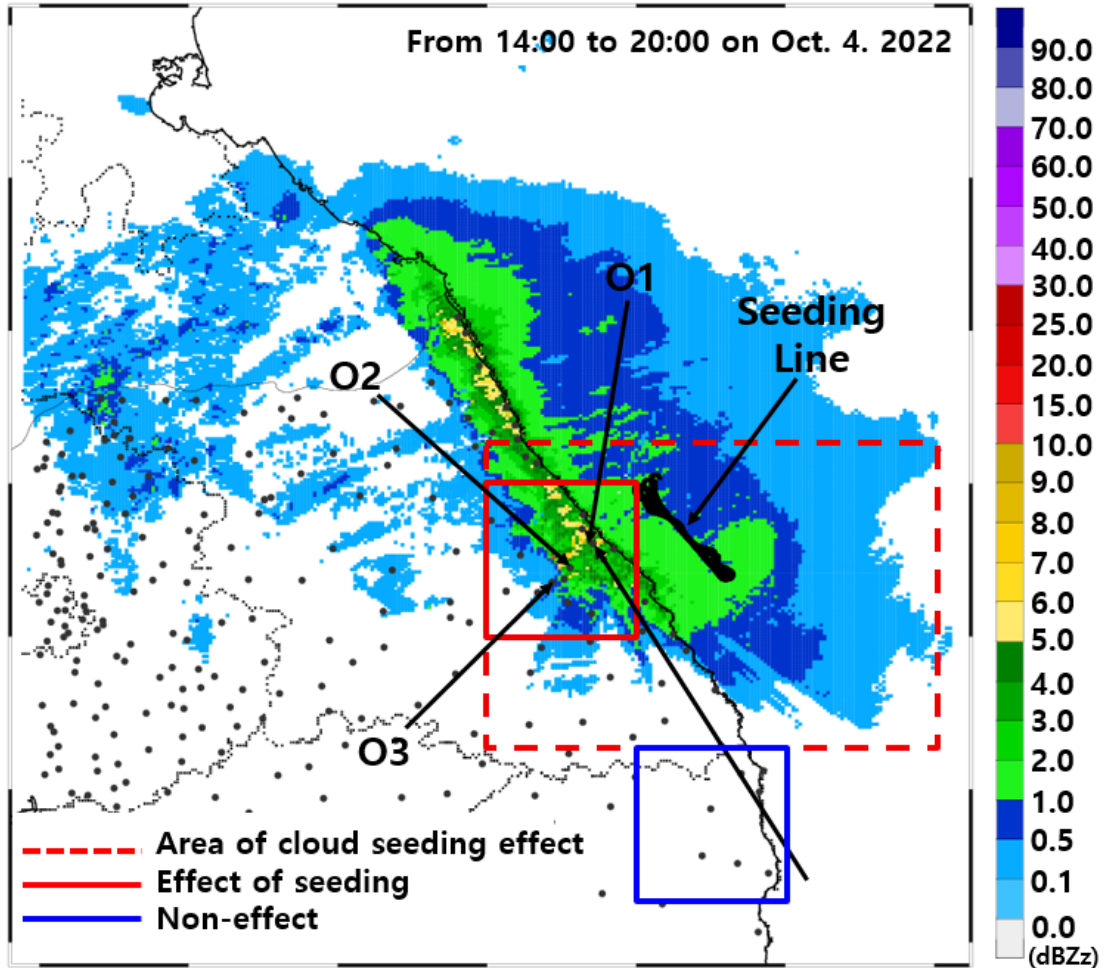 From 14:00 to 20:00 on Oct. 4. 2022
O1
Seeding
Line
O2
O3
Area of cloud seeding effect
Effect of seeding
Non-effect
90.0
80.0
70.0
60.0
50.0
40.0
30.0
25.0
20.0
15.0
10.0
9.0
8.0
7.0
6.0
5.0
4.0
3.0
2.0
1.0
0.5
0.1
0.0
(dBZz)